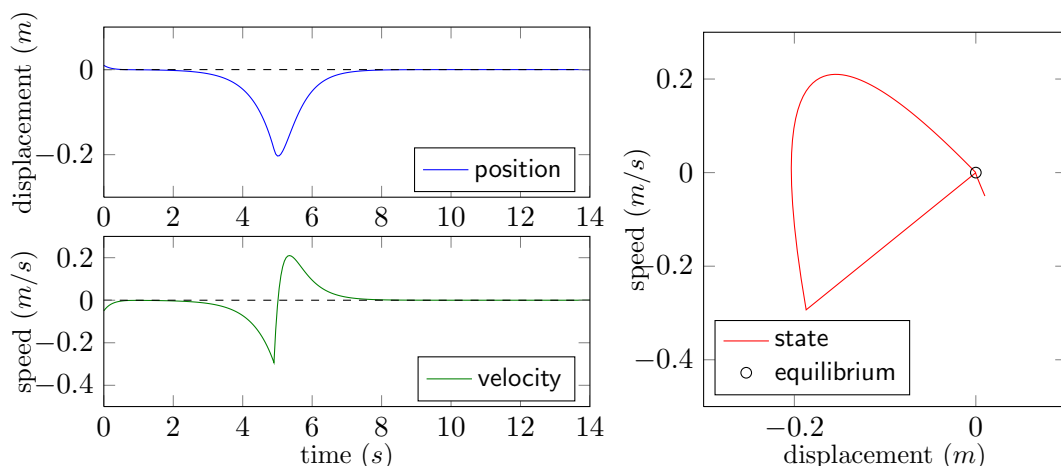 displacement (m)
0
−0.2
position
0 2 4 6 8 10 12 14
speed (m/s)
0.2
0
−0.2
−0.4
velocity
0 2 4 6 8 10 12 14
time (s)
speed (m/s)
0.2
0
−0.2
−0.4
state
equilibrium
−0.2 0
displacement (m)